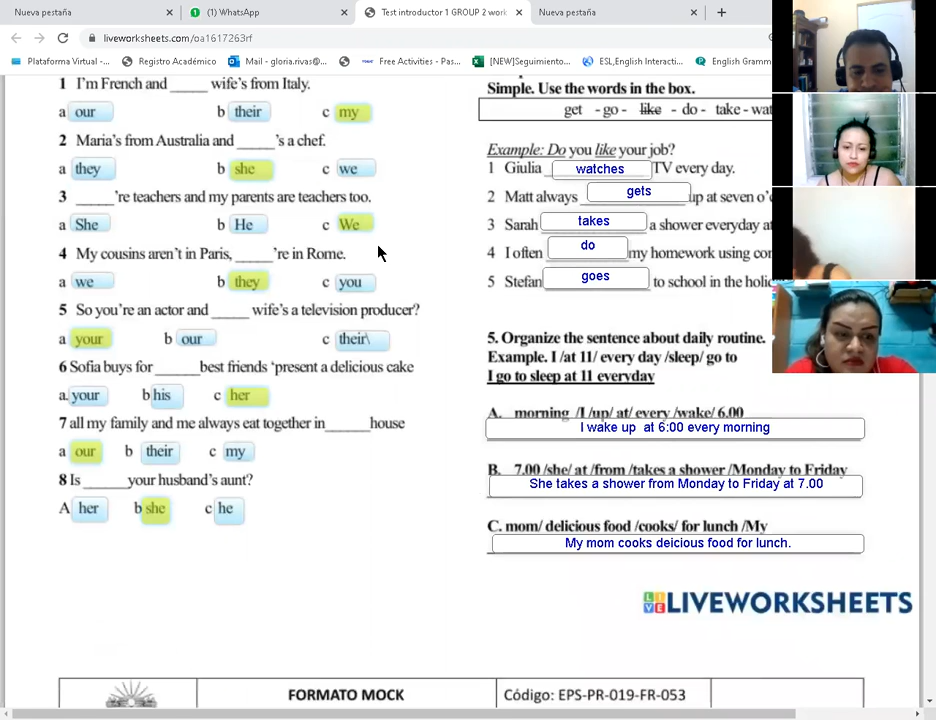 Nueva pestaña
(1) WhatsApp
Test introductor 1 GROUP 2 work
Nueva pestaña
liveworksheets.com/oa1617263rf
Plataforma Virtual -...
Registro Académico
Mail - gloria.rivas@...
Free Activities - Pas...
[NEW]Seguimiento...
ESL,English Interacti...
English Gramm
1 I'm French and _____ wife's from Italy.
a our b their c my
2 Maria's from Australia and _____'s a chef.
a they b she c we
3 _____'re teachers and my parents are teachers too.
a She b He c We
4 My cousins aren't in Paris, _____'re in Rome.
a we b they c you
5 So you're an actor and _____ wife's a television producer?
a your b our c their\
6 Sofia buys for ______best friends 'present a delicious cake
a. your b his c her
7 all my family and me always eat together in______house
a our b their c my
8 Is ______your husband's aunt?
A her b she c he
Simple. Use the words in the box.
get - go - like - do - take - wat
Example: Do you like your job?
1 Giulia watches TV every day.
2 Matt always gets up at seven o'
3 Sarah takes a shower everyday at
4 I often do my homework using con
5 Stefan goes to school in the holic
5. Organize the sentence about daily routine.
Example. I /at 11/ every day /sleep/ go to
I go to sleep at 11 everyday
A. morning /I /up/ at/ every /wake/ 6.00
I wake up at 6:00 every morning
B. 7.00 /she/ at /from /takes a shower /Monday to Friday
She takes a shower from Monday to Friday at 7.00
C. mom/ delicious food /cooks/ for lunch /My
My mom cooks deicious food for lunch.
LIVEWORKSHEETS
FORMATO MOCK
Código: EPS-PR-019-FR-053